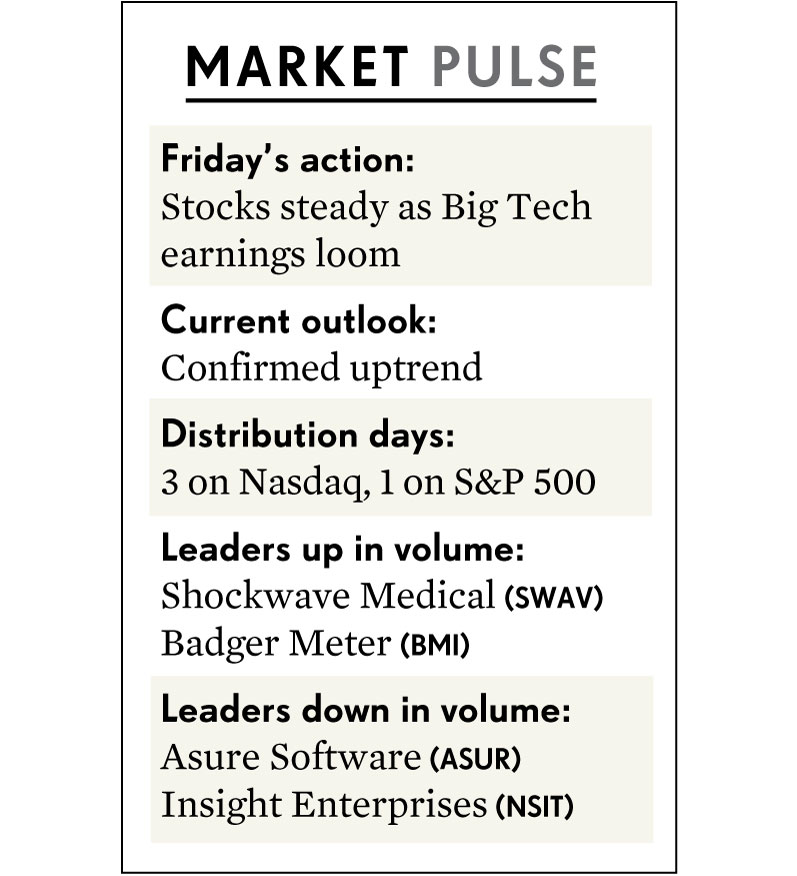 MARKET PULSE
Friday’s action:
Stocks steady as Big Tech
earnings loom
Current outlook:
Confirmed uptrend
Distribution days:
3 on Nasdaq, 1 on S&P 500
Leaders up in volume:
Shockwave Medical (SWAV)
Badger Meter (BMI)
Leaders down in volume:
Asure Software (ASUR)
Insight Enterprises (NSIT)